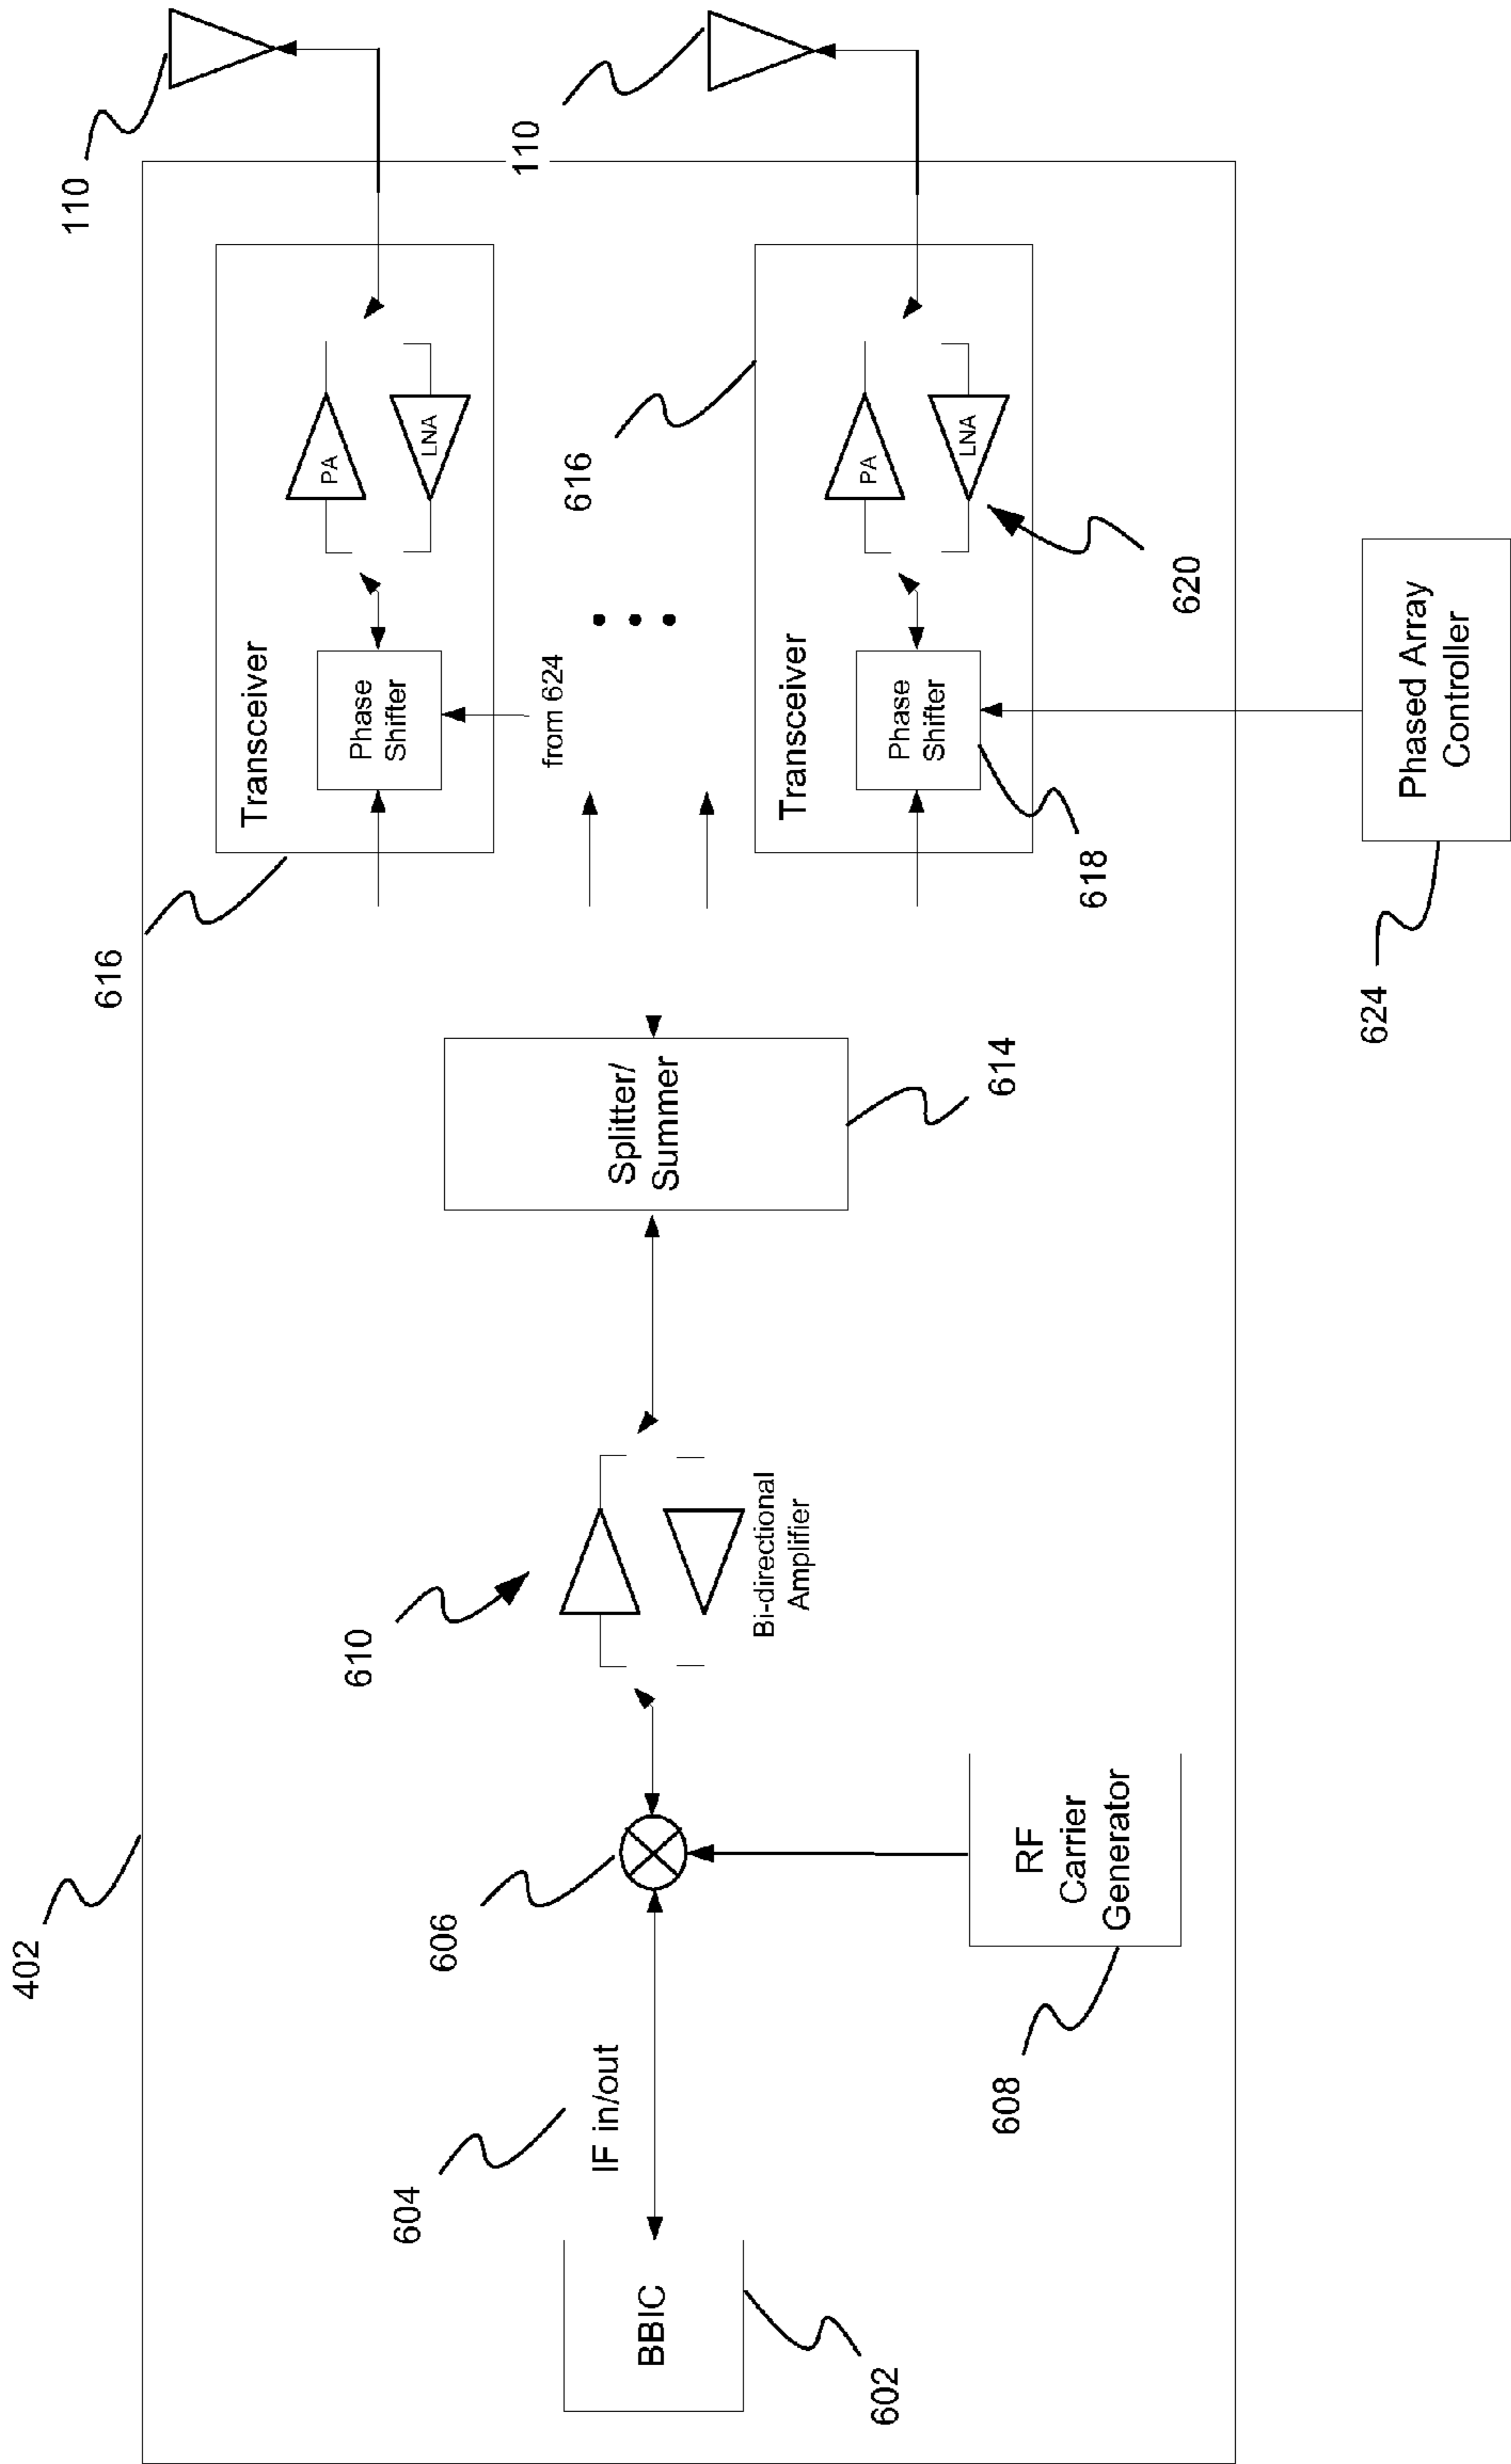 402
604
IF in/out
BBIC
602
606
RF
Carrier
Generator
608
610
Bi-directional
Amplifier
Splitter/
Summer
614
616
Transceiver
Phase
Shifter
PA
LNA
110
from 624
616
Transceiver
Phase
Shifter
PA
LNA
110
618
620
Phased Array
Controller
624